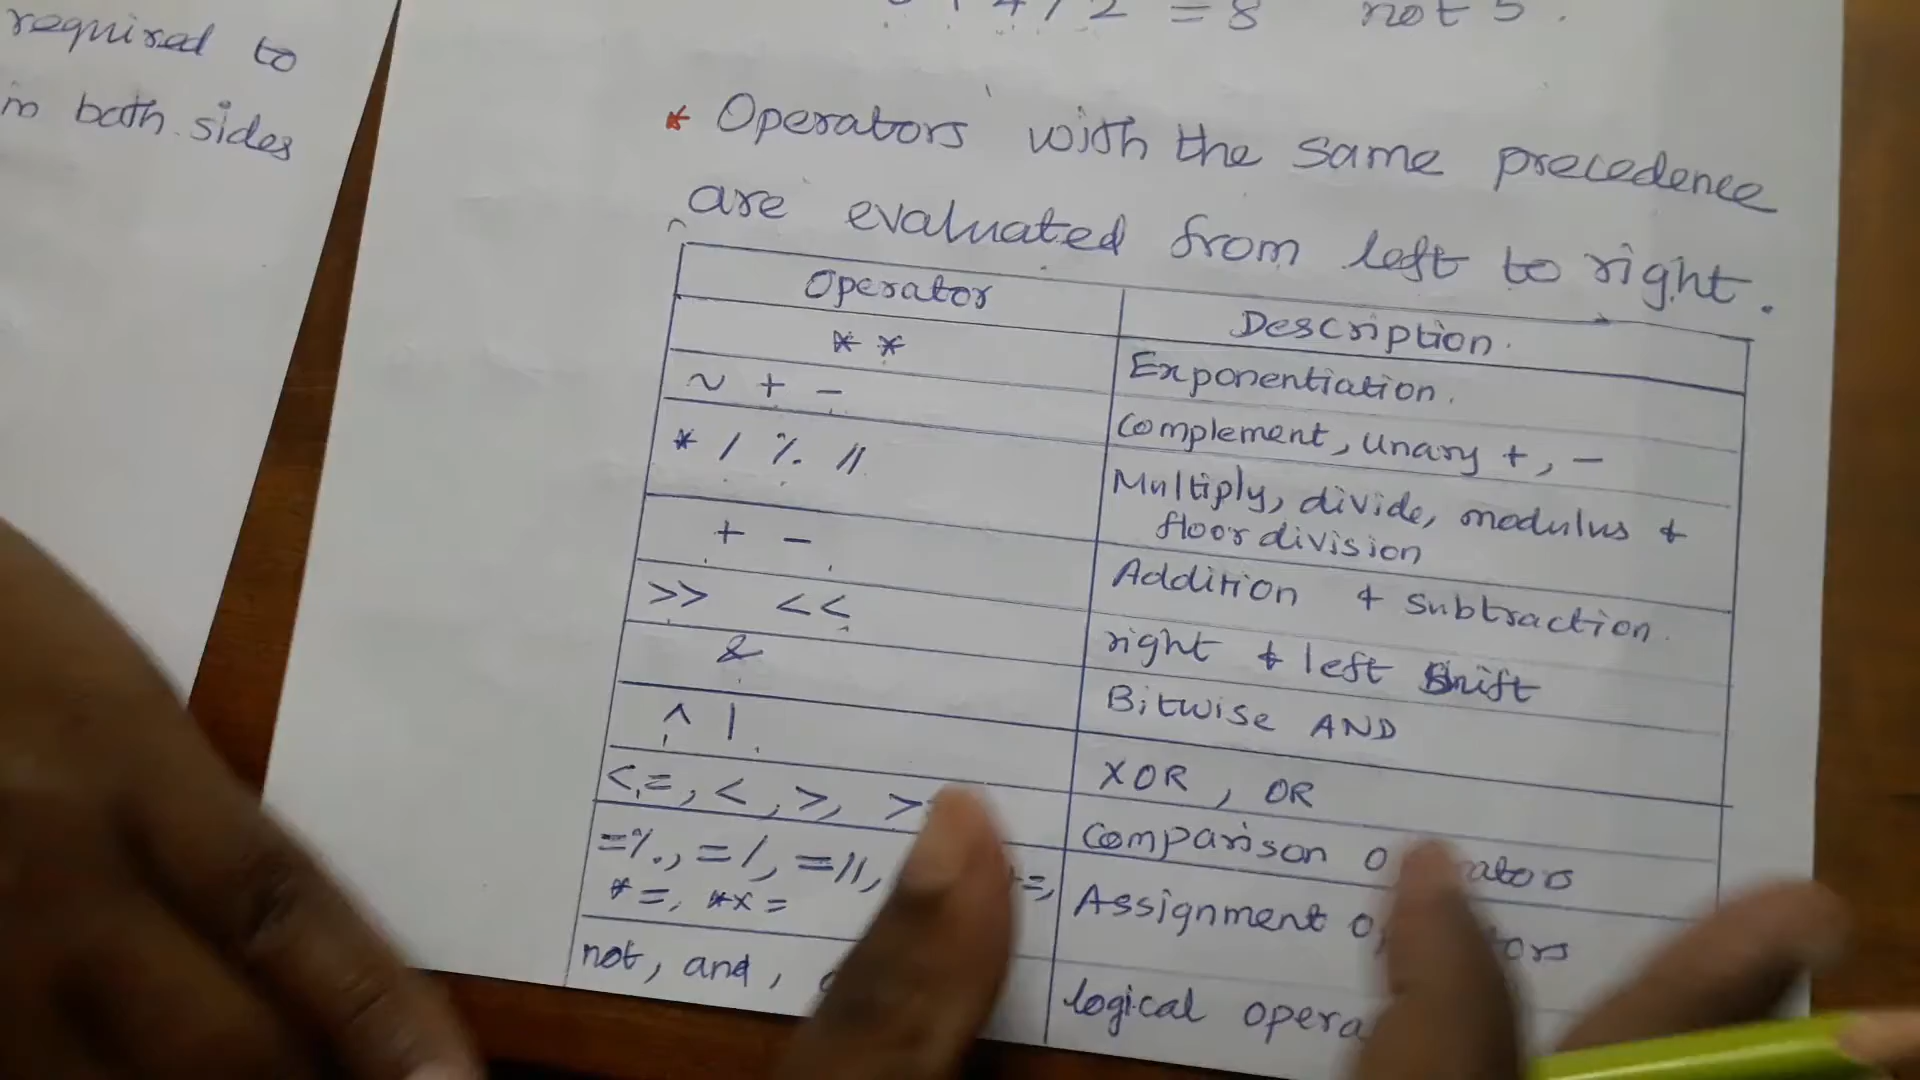 required to
in both sides
4 / 2 = 8 not 5.
* Operators with the same precedence
are evaluated from left to right.
Operator Description.
** Exponentiation.
~ + - Complement, Unary +, -
* / % // Multiply, divide, modulus &
floor division
+ - Addition & subtraction.
>> << right & left Shift
& Bitwise AND
^ | XOR, OR
<=, <, >, > Comparison
=%, =/, =//, Assignment
*=, **=
not, and, logical